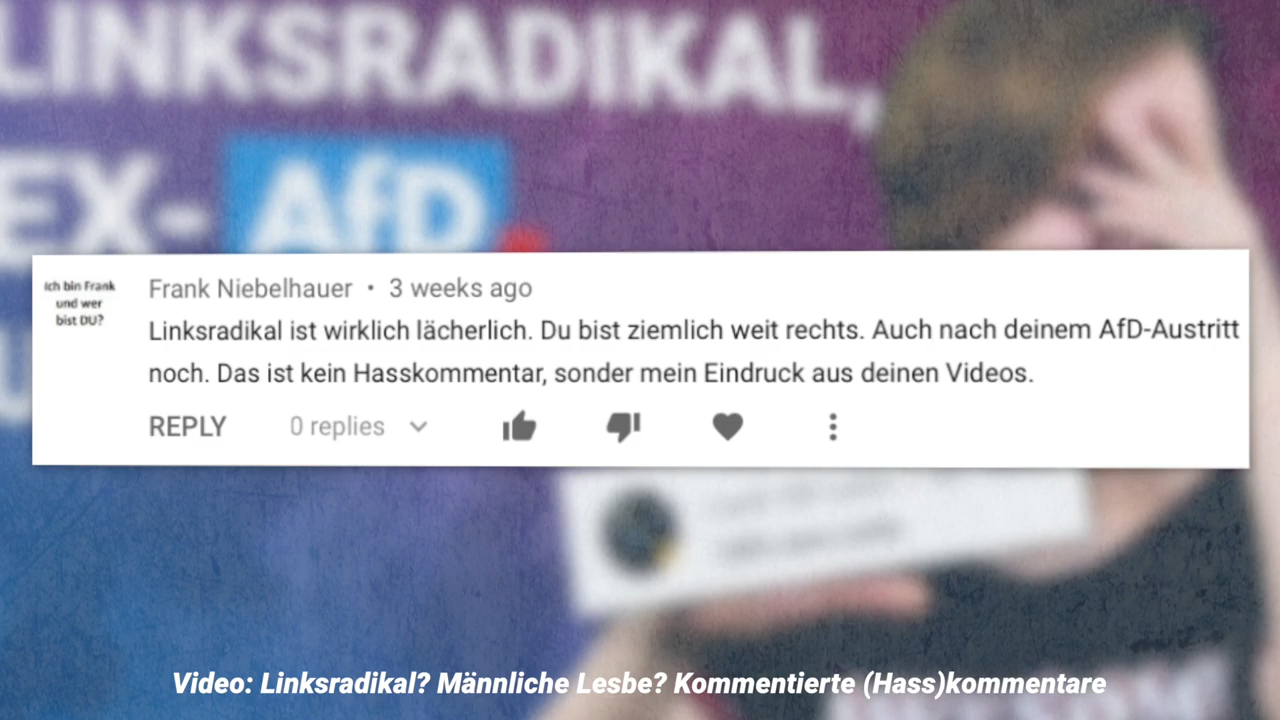 LINKSRADIKAL,
EX- AfD
Ich bin Frank
und wer
bist DU?
Frank Niebelhauer • 3 weeks ago
Linksradikal ist wirklich lächerlich. Du bist ziemlich weit rechts. Auch nach deinem AfD-Austritt
noch. Das ist kein Hasskommentar, sonder mein Eindruck aus deinen Videos.
REPLY 0 replies
Video: Linksradikal? Männliche Lesbe? Kommentierte (Hass)kommentare